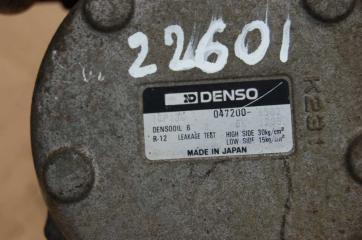 22601
DENSO
047200-
DENSOOIL 6
R-12 LEAKAGE TEST HIGH SIDE 30kg/cm²
LOW SIDE 15kg/cm²
MADE IN JAPAN
K29